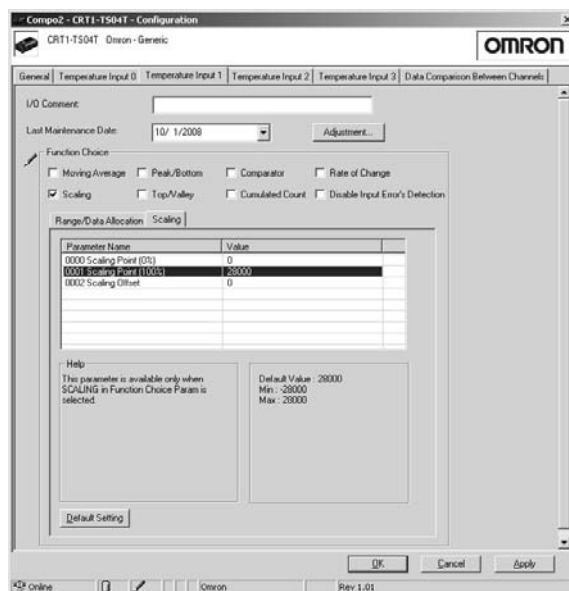 Compo2 - CRT1-TS04T - Configuration
CRT1-TS04T Omron - Generic
OMRON
General Temperature Input 0 Temperature Input 1 Temperature Input 2 Temperature Input 3 Data Comparison Between Channels
I/O Comment:
Last Maintenance Date: 10/ 1/2008 Adjustment...
Function Choice
Moving Average Peak/Bottom Comparator Rate of Change
Scaling Top/Valley Cumulated Count Disable Input Error's Detection
Range/Data Allocation Scaling
Parameter Name Value
0000 Scaling Point (0%) 0
0001 Scaling Point (100%) 28000
0002 Scaling Offset 0
Help
This parameter is available only when
SCALING in Function Choice Param is
selected.
Default Value : 28000
Min : -28000
Max : 28000
Default Setting
OK Cancel Apply
Online Omron Rev 1.01